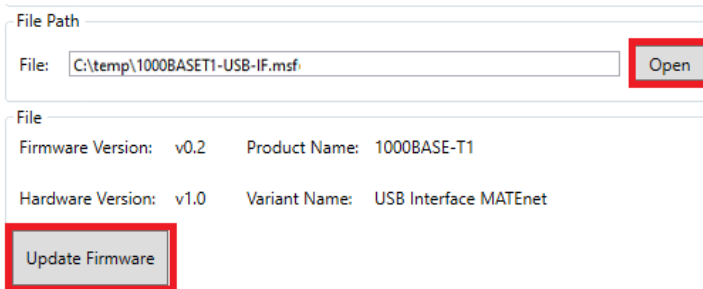 File Path
File: C:\temp\1000BASET1-USB-IF.msf Open
File
Firmware Version: v0.2 Product Name: 1000BASE-T1
Hardware Version: v1.0 Variant Name: USB Interface MATEnet
Update Firmware